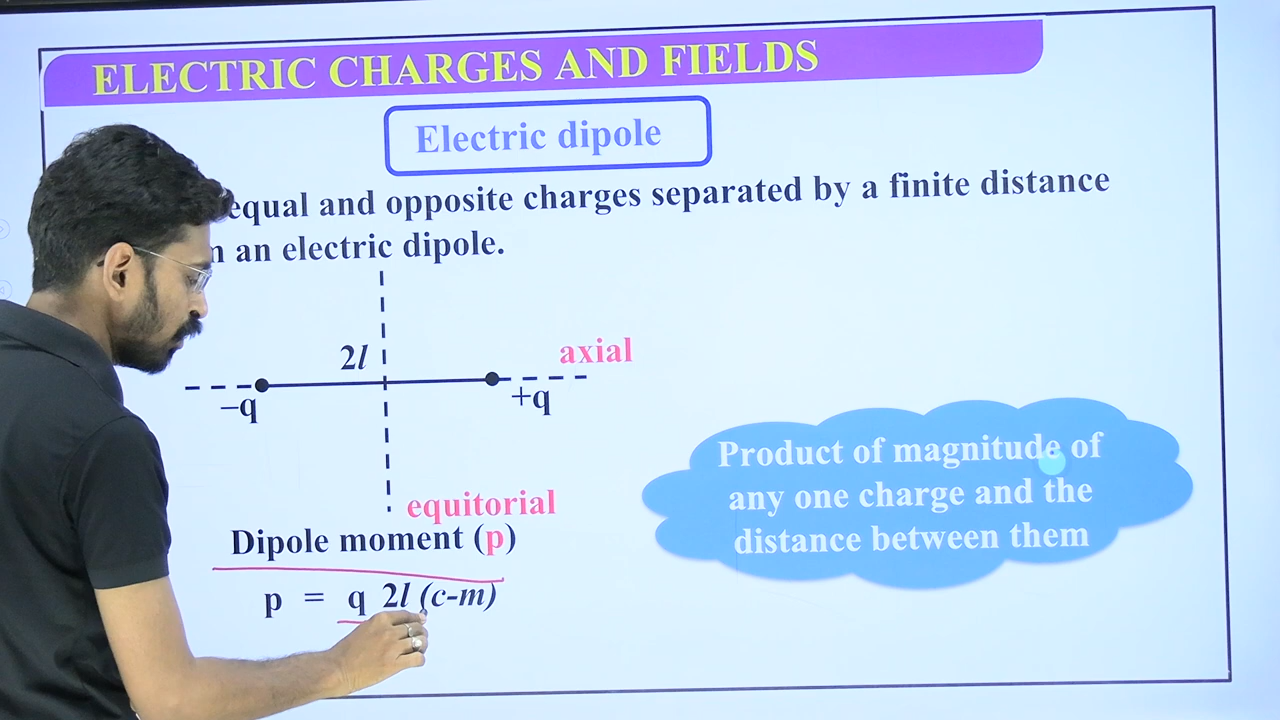 ELECTRIC CHARGES AND FIELDS
Electric dipole
equal and opposite charges separated by a finite distance
an electric dipole.
2l
axial
–q
+q
equitorial
Product of magnitude of
any one charge and the
distance between them
Dipole moment (p)
p = q 2l (c-m)